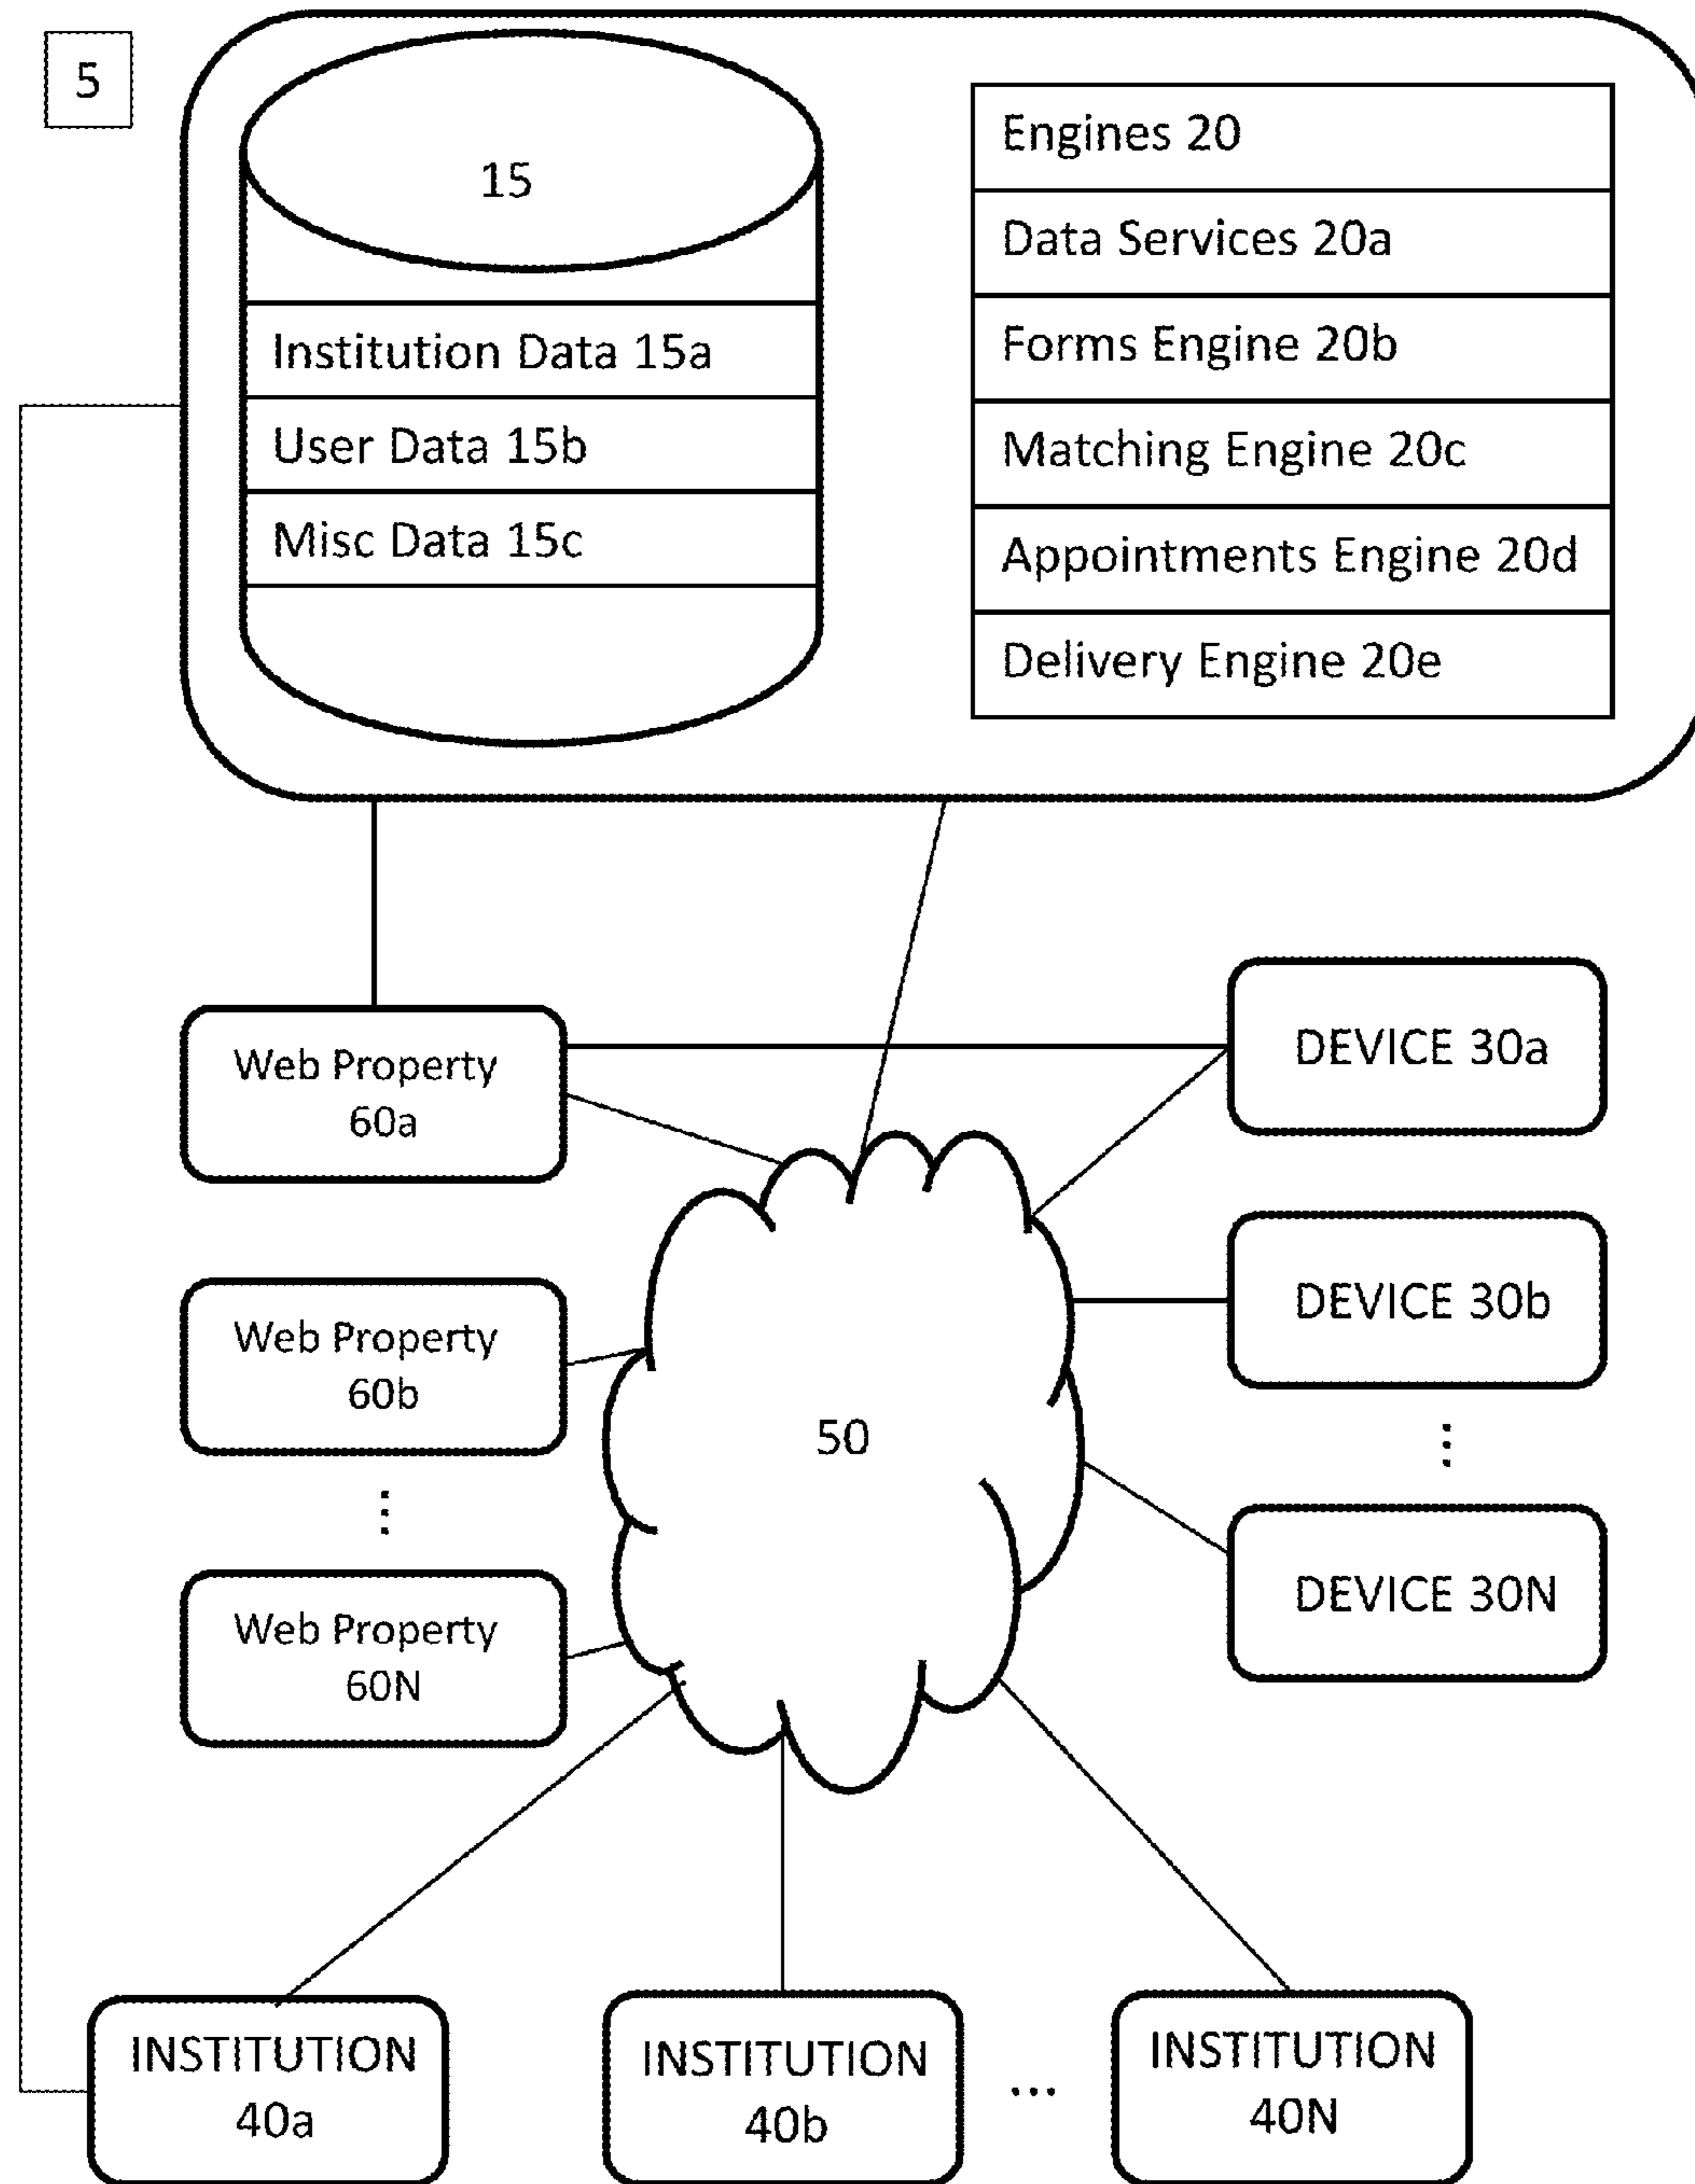 5
15
Institution Data 15a
User Data 15b
Misc Data 15c
Engines 20
Data Services 20a
Forms Engine 20b
Matching Engine 20c
Appointments Engine 20d
Delivery Engine 20e
Web Property
60a
DEVICE 30a
Web Property
60b
DEVICE 30b
⋮
50
⋮
Web Property
60N
DEVICE 30N
INSTITUTION
40a
INSTITUTION
40b
...
INSTITUTION
40N